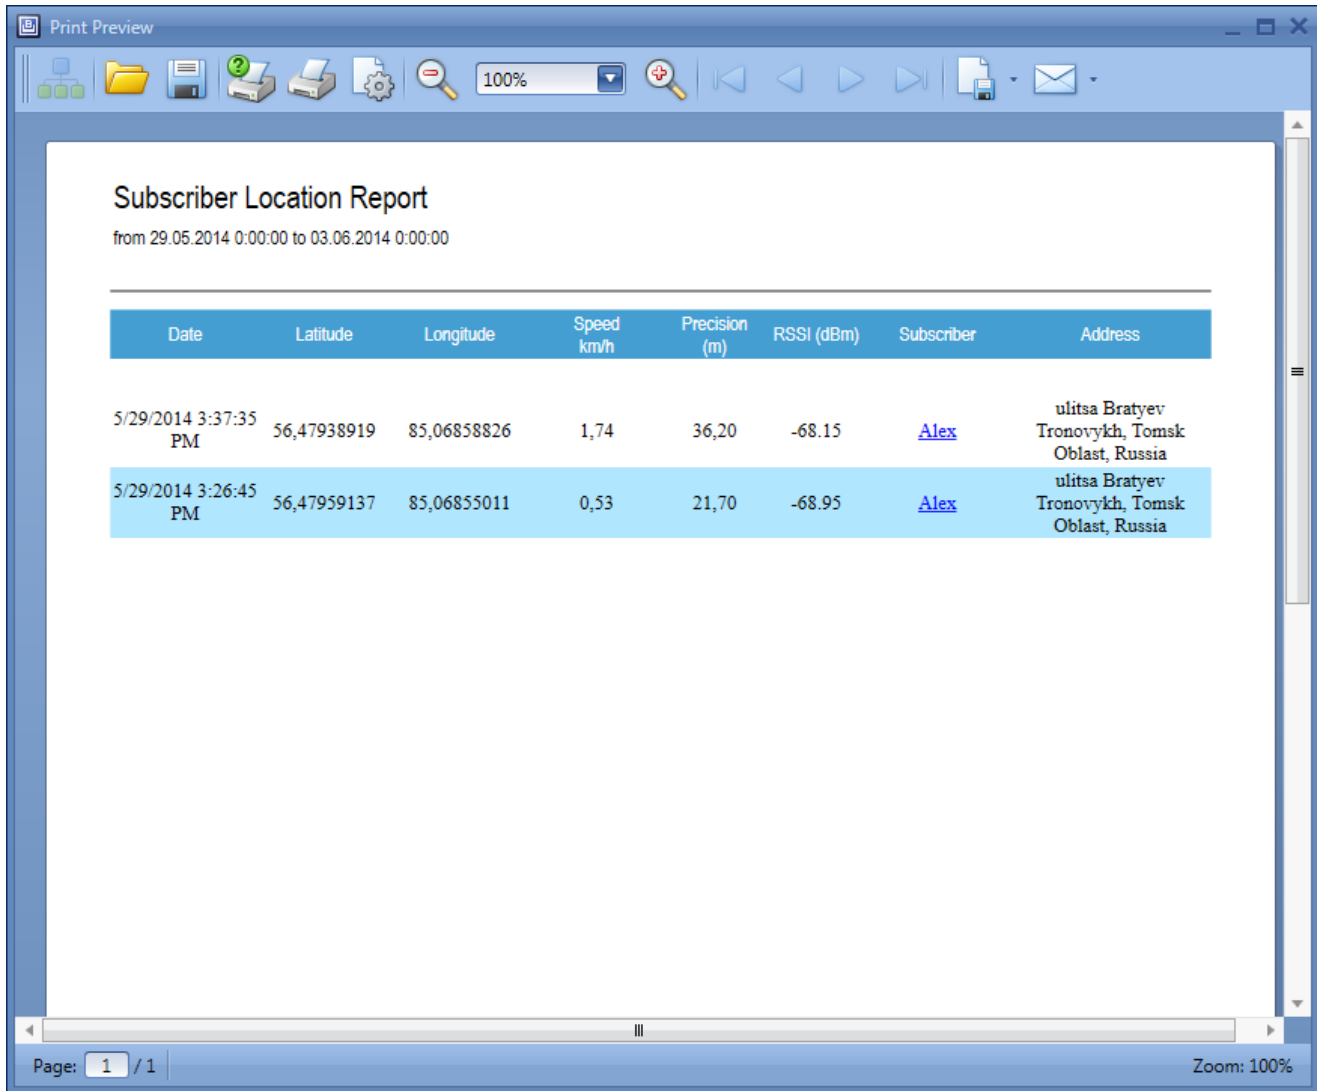 Print Preview
100%
Subscriber Location Report
from 29.05.2014 0:00:00 to 03.06.2014 0:00:00
Date Latitude Longitude Speed km/h Precision (m) RSSI (dBm) Subscriber Address
5/29/2014 3:37:35 PM 56,47938919 85,06858826 1,74 36,20 -68.15 Alex ulitsa Bratyev Tronovykh, Tomsk Oblast, Russia
5/29/2014 3:26:45 PM 56,47959137 85,06855011 0,53 21,70 -68.95 Alex ulitsa Bratyev Tronovykh, Tomsk Oblast, Russia
Page: 1 / 1 Zoom: 100%